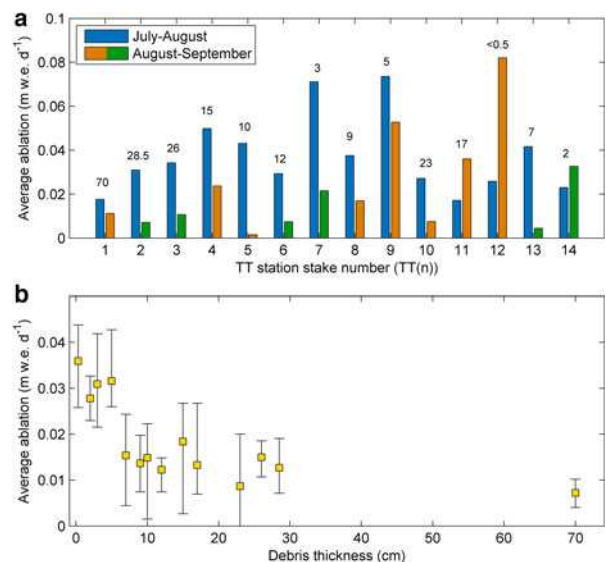 a
July-August
August-September
Average ablation (m w.e. d-1)
0.1
0.08
0.06
0.04
0.02
0
70
28.5
26
15
10
12
3
9
5
23
17
<0.5
7
2
1 2 3 4 5 6 7 8 9 10 11 12 13 14
TT station stake number (TT(n))
b
Average ablation (m w.e. d-1)
0.04
0.03
0.02
0.01
0
0 10 20 30 40 50 60 70
Debris thickness (cm)